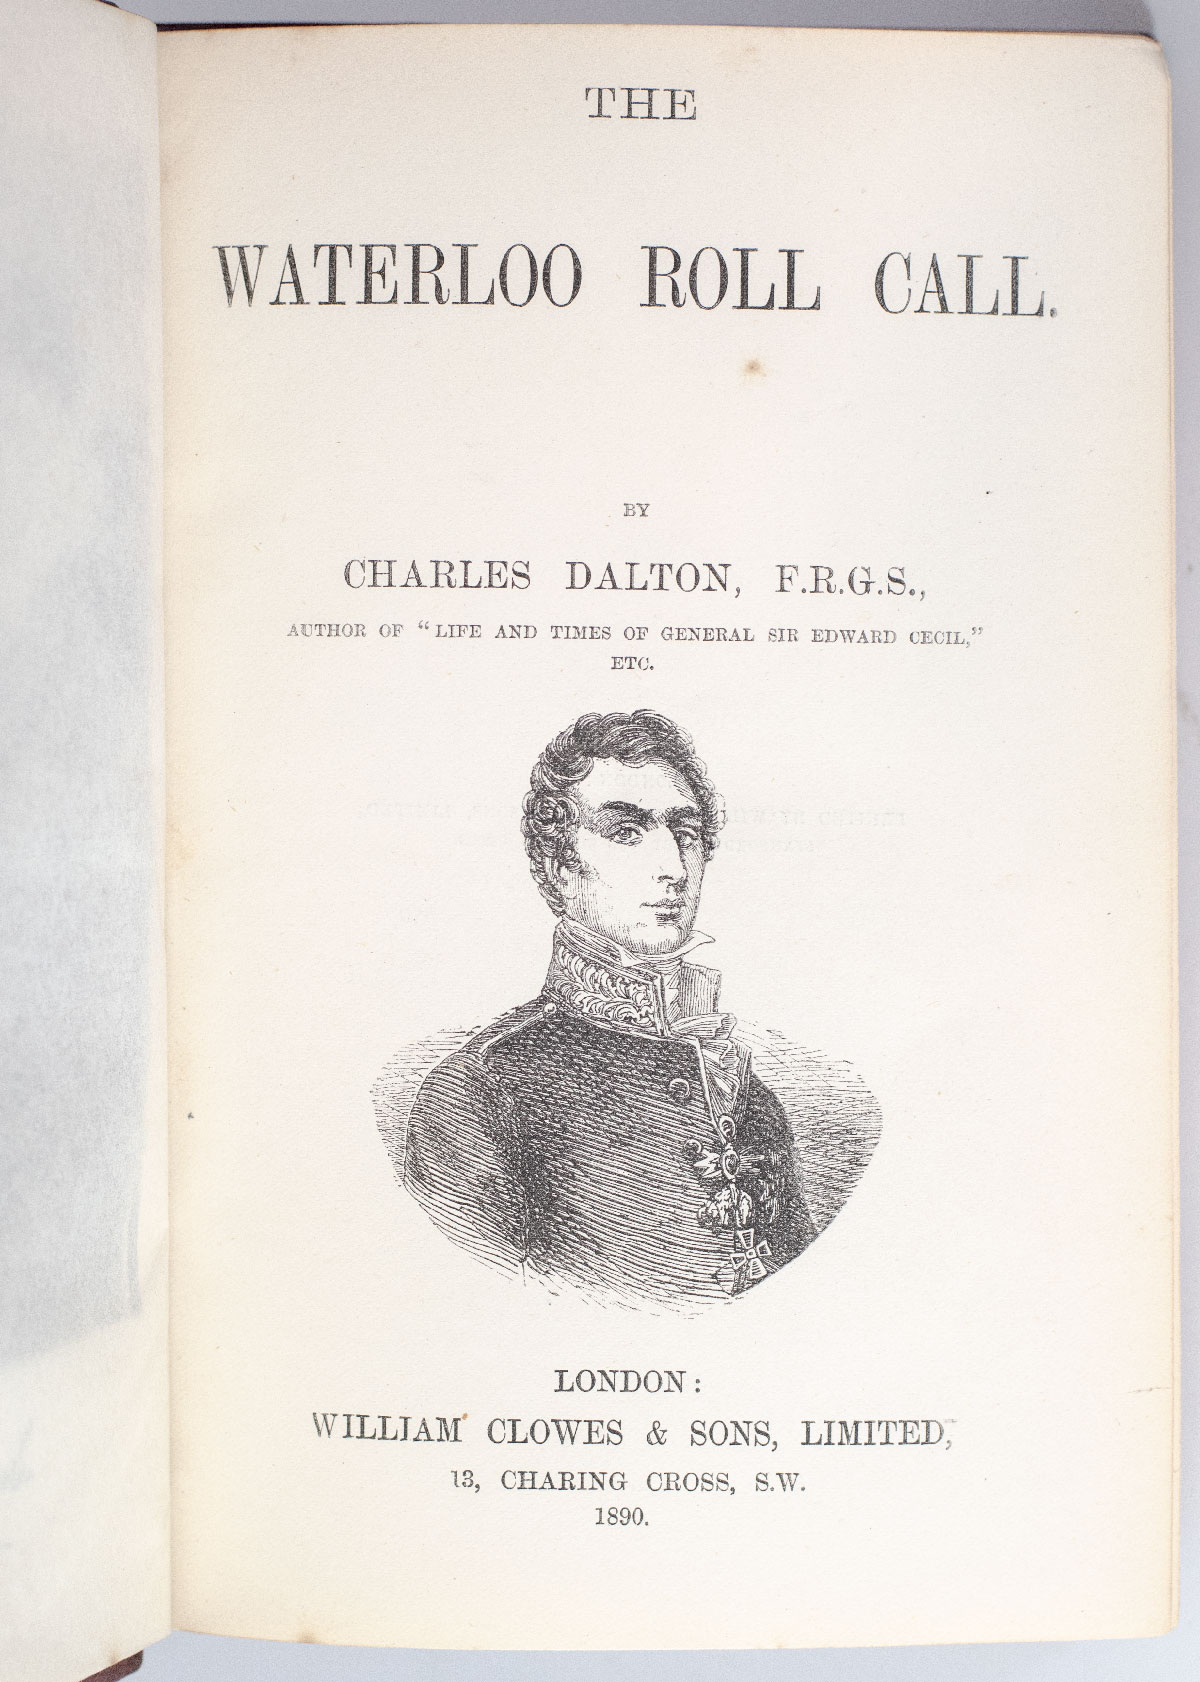 THE
WATERLOO ROLL CALL.
BY
CHARLES DALTON, F.R.G.S.,
AUTHOR OF "LIFE AND TIMES OF GENERAL SIR EDWARD CECIL,"
ETC.
LONDON:
WILLIAM CLOWES & SONS, LIMITED,
13, CHARING CROSS, S.W.
1890.